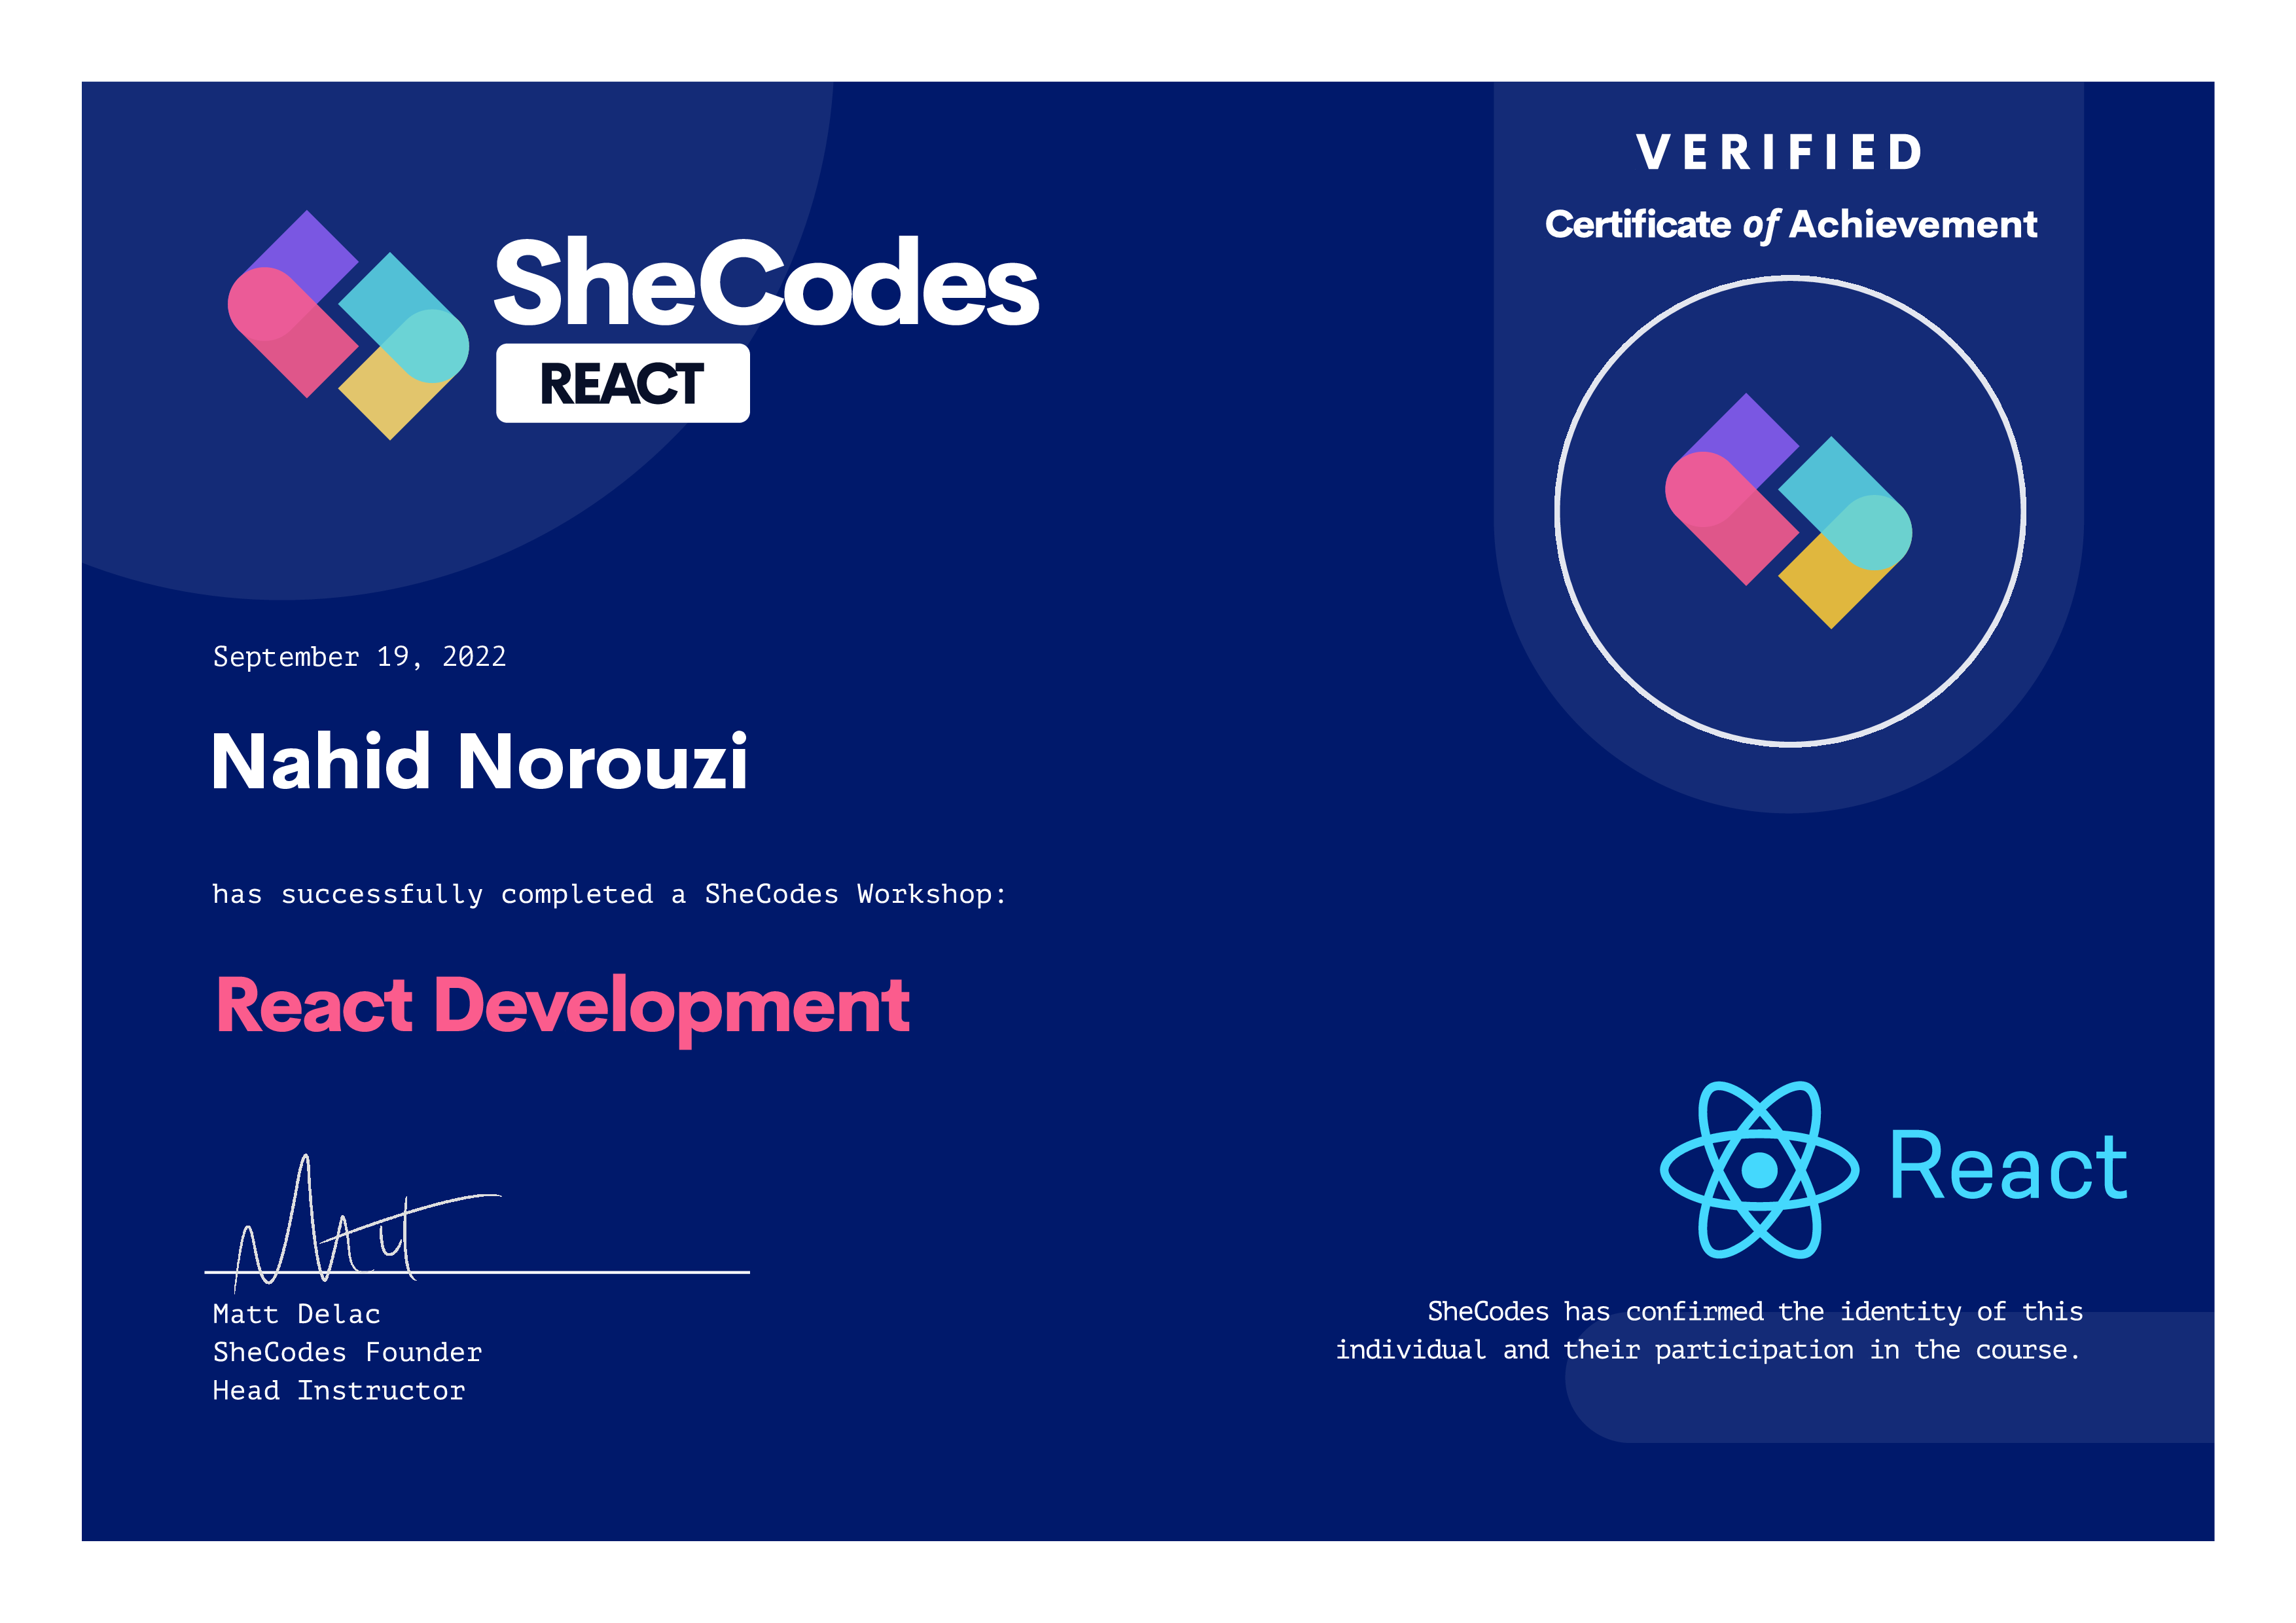 VERIFIED
Certificate of Achievement
SheCodes
REACT
September 19, 2022
Nahid Norouzi
has successfully completed a SheCodes Workshop:
React Development
Matt
Matt Delac
SheCodes Founder
Head Instructor
React
SheCodes has confirmed the identity of this
individual and their participation in the course.